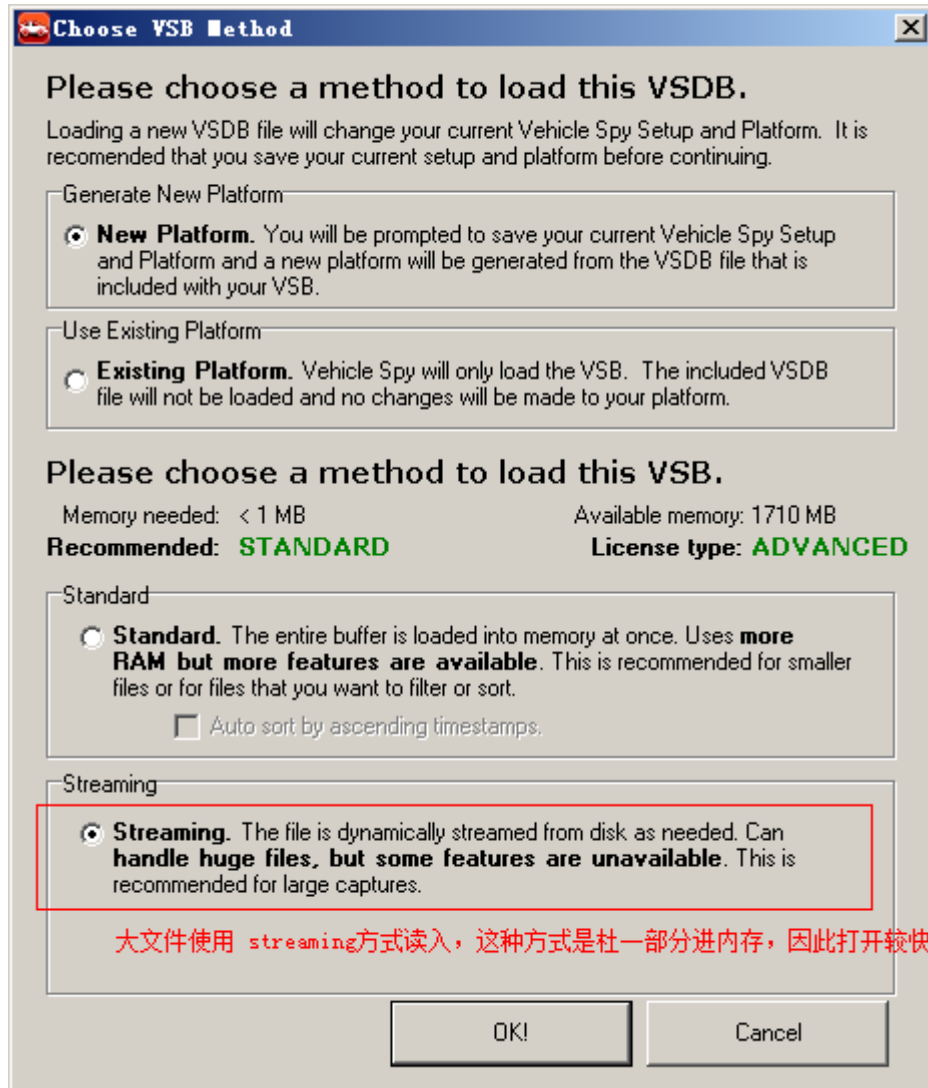 Choose VSB Method
Please choose a method to load this VSDB.
Loading a new VSDB file will change your current Vehicle Spy Setup and Platform. It is
recomended that you save your current setup and platform before continuing.
Generate New Platform
New Platform. You will be prompted to save your current Vehicle Spy Setup
and Platform and a new platform will be generated from the VSDB file that is
included with your VSB.
Use Existing Platform
Existing Platform. Vehicle Spy will only load the VSB. The included VSDB
file will not be loaded and no changes will be made to your platform.
Please choose a method to load this VSB.
Memory needed: < 1 MB Available memory: 1710 MB
Recommended: STANDARD License type: ADVANCED
Standard
Standard. The entire buffer is loaded into memory at once. Uses more
RAM but more features are available. This is recommended for smaller
files or for files that you want to filter or sort.
Auto sort by ascending timestamps.
Streaming
Streaming. The file is dynamically streamed from disk as needed. Can
handle huge files, but some features are unavailable. This is
recommended for large captures.
大文件使用 streaming方式读入，这种方式是杜一部分进内存，因此打开较快
OK!
Cancel